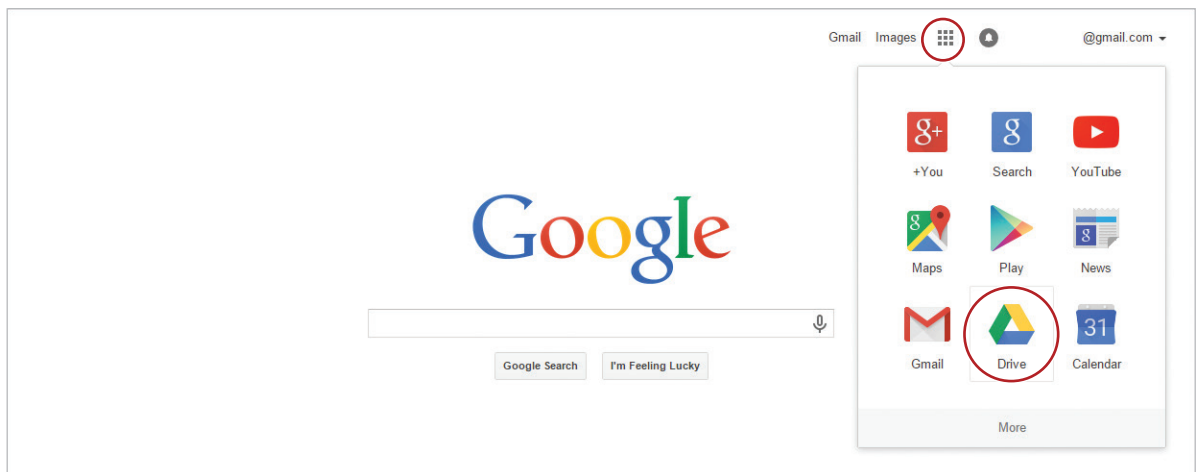 Gmail Images @gmail.com
g+ g
+You Search YouTube
Google
g g
Maps Play News
31
Gmail Drive Calendar
Google Search I'm Feeling Lucky
More